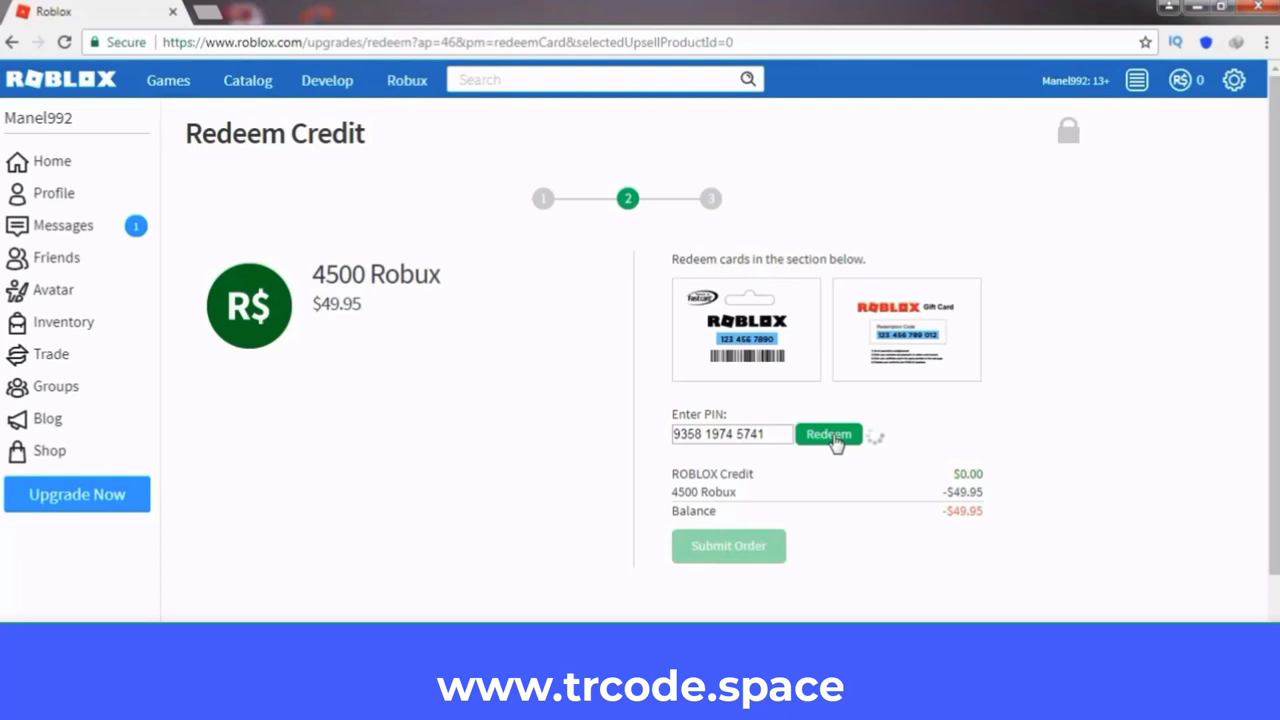 Roblox
Secure https://www.roblox.com/upgrades/redeem?ap=46&pm=redeemCard&selectedUpsellProductId=0
IQ
ROBLOX Games Catalog Develop Robux Search Manel992: 13+ R$ 0
Manel992
Home
Profile
Messages 1
Friends
Avatar
Inventory
Trade
Groups
Blog
Shop
Upgrade Now
Redeem Credit
1 2 3
R$
4500 Robux
$49.95
Redeem cards in the section below.
ROBLOX
123 456 7890
ROBLOX Gift Card
Redemption Code
123 456 789 012
Enter PIN:
9358 1974 5741 Redeem
ROBLOX Credit $0.00
4500 Robux -$49.95
Balance -$49.95
Submit Order
www.trcode.space